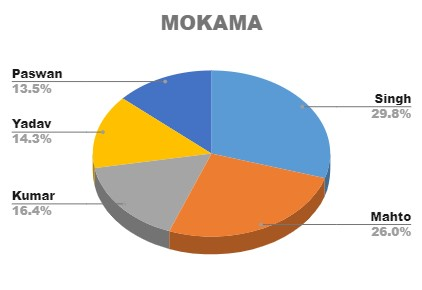 MOKAMA
Paswan
13.5%
Singh
29.8%
Yadav
14.3%
Kumar
16.4%
Mahto
26.0%